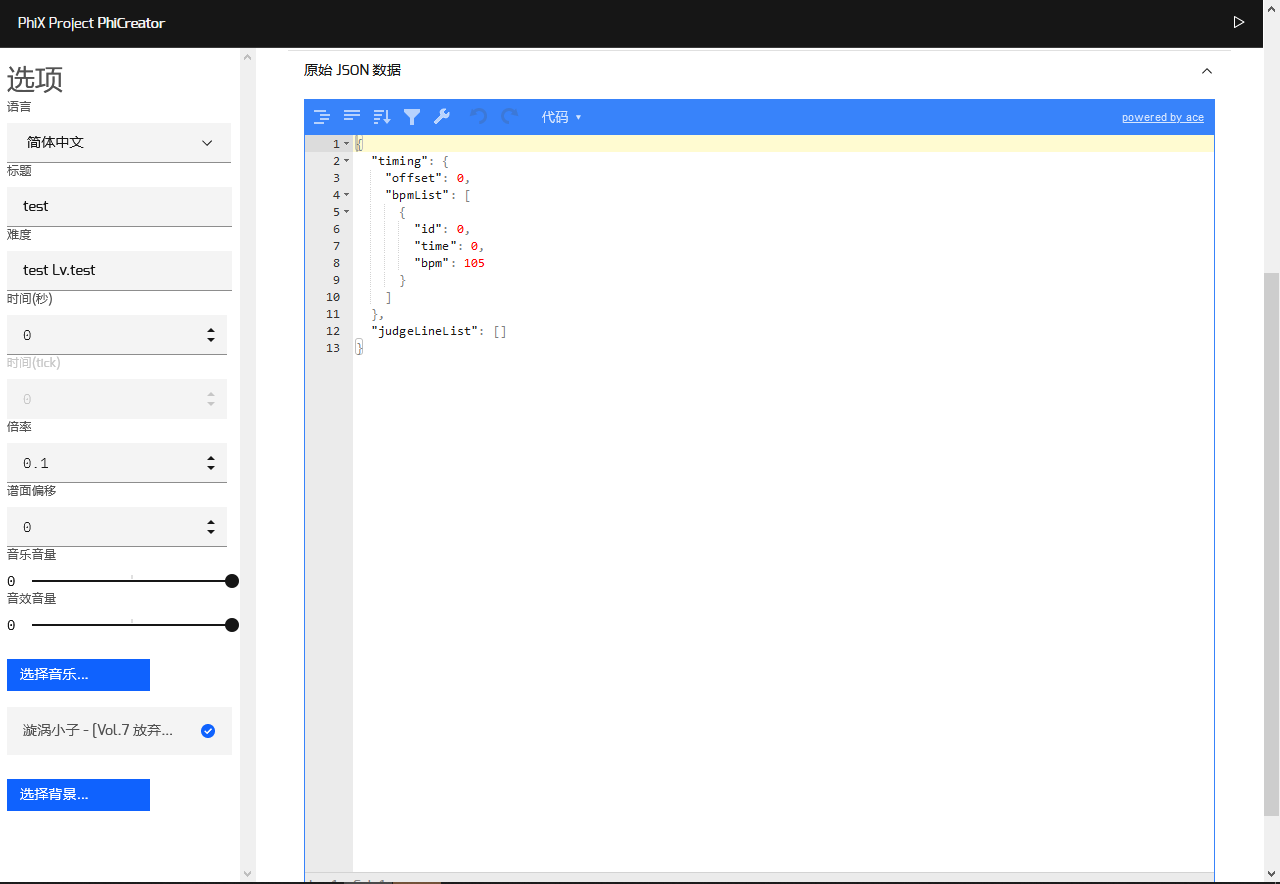 PhiX Project PhiCreator
选项
语言
简体中文
标题
test
难度
test Lv.test
时间(秒)
0
时间(tick)
0
倍率
0.1
谱面偏移
0
音乐音量
0
音效音量
0
选择音乐...
漩涡小子 - [Vol.7 放弃...
选择背景...
原始 JSON 数据
代码
powered by ace
1 {
2 "timing": {
3 "offset": 0,
4 "bpmList": [
5 {
6 "id": 0,
7 "time": 0,
8 "bpm": 105
9 }
10 ]
11 },
12 "judgeLineList": []
13 }